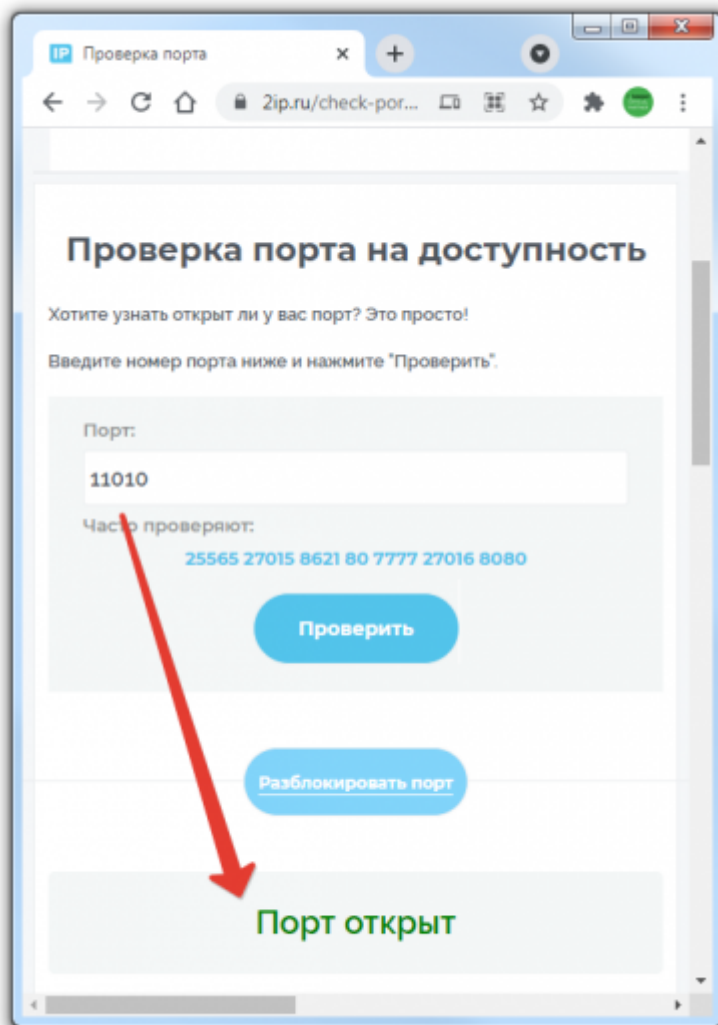 IP Проверка порта
2ip.ru/check-por...
Проверка порта на доступность
Хотите узнать открыт ли у вас порт? Это просто!
Введите номер порта ниже и нажмите "Проверить".
Порт:
11010
Часто проверяют:
25565 27015 8621 80 7777 27016 8080
Проверить
Разблокировать порт
Порт открыт